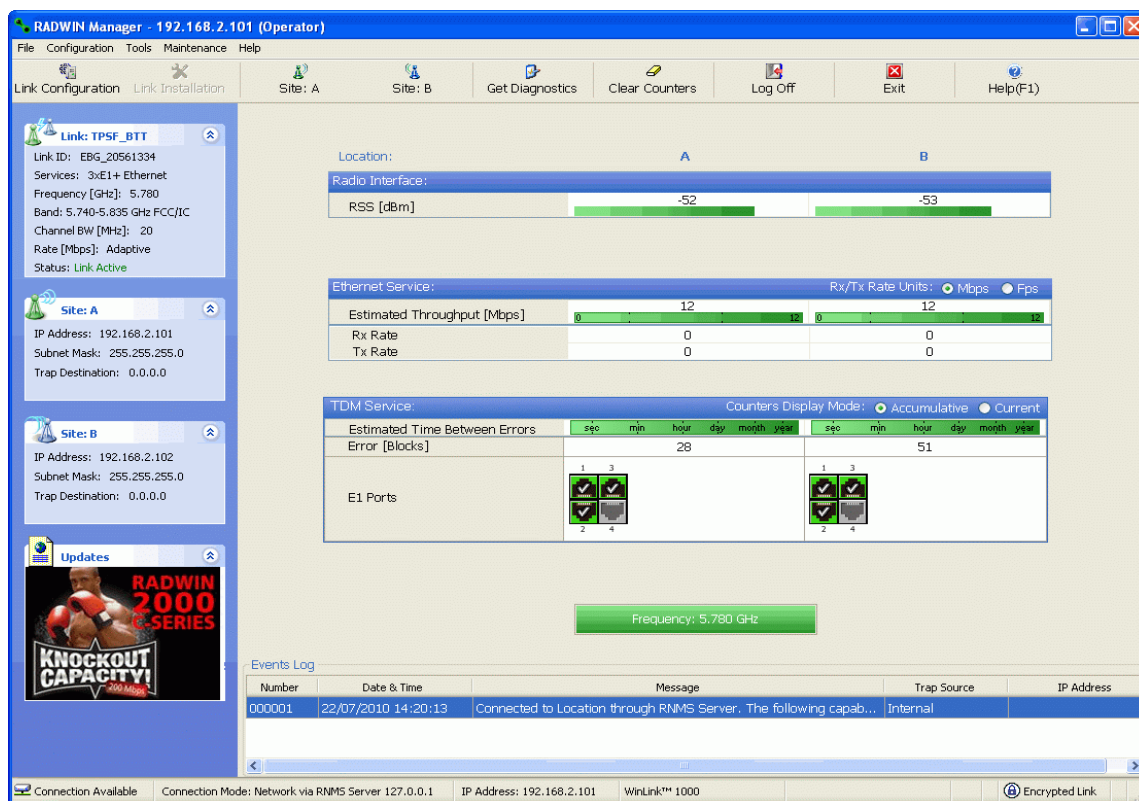 RADWIN Manager - 192.168.2.101 (Operator)
File Configuration Tools Maintenance Help
Link Configuration Link Installation Site: A Site: B Get Diagnostics Clear Counters Log Off Exit Help(F1)
Link: TPSF_BTT
Link ID: EBG_20561334
Services: 3xE1+ Ethernet
Frequency [GHz]: 5.780
Band: 5.740-5.835 GHz FCC/IC
Channel BW [MHz]: 20
Rate [Mbps]: Adaptive
Status: Link Active
Site: A
IP Address: 192.168.2.101
Subnet Mask: 255.255.255.0
Trap Destination: 0.0.0.0
Site: B
IP Address: 192.168.2.102
Subnet Mask: 255.255.255.0
Trap Destination: 0.0.0.0
Updates
RADWIN
2000
C-SERIES
KNOCKOUT
CAPACITY!
200 Mbps
Location: A B
Radio Interface:
RSS [dBm] -52 -53
Ethernet Service: Rx/Tx Rate Units: Mbps Fps
Estimated Throughput [Mbps] 12 12
0 12 0 12
Rx Rate 0 0
Tx Rate 0 0
TDM Service: Counters Display Mode: Accumulative Current
Estimated Time Between Errors sec min hour day month year sec min hour day month year
Error [Blocks] 28 51
1 3 1 3
E1 Ports
2 4 2 4
Frequency: 5.780 GHz
Events Log
Number Date & Time Message Trap Source IP Address
000001 22/07/2010 14:20:13 Connected to Location through RNMS Server. The following capab... Internal
Connection Available Connection Mode: Network via RNMS Server 127.0.0.1 IP Address: 192.168.2.101 WinLink™ 1000 Encrypted Link